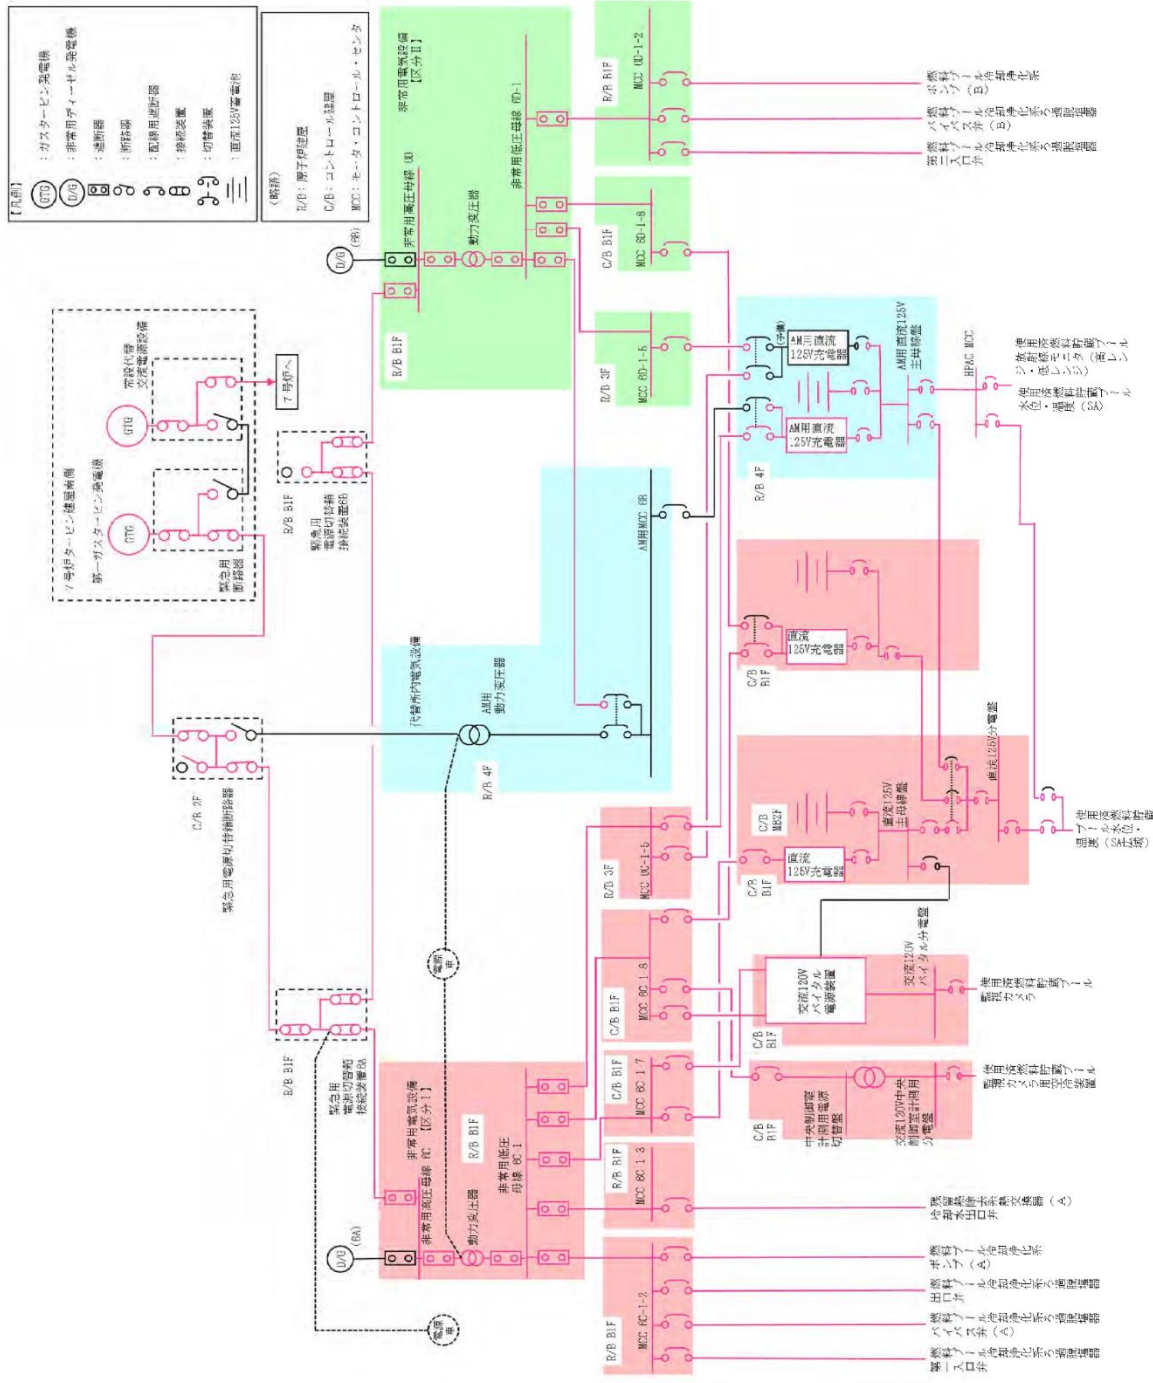 【凡例】
GTG
：ガスタービン発電機
D/G
：非常用ディーゼル発電機
：遮断器
：断路器
：配線用遮断器
：接続装置
：切替装置
：直流125V蓄電池
（略語）
R/B：原子炉建屋
C/B：コントロール建屋
MCC：モータ・コントロール・センタ
7号炉タービン建屋南側
第一ガスタービン発電機
常設代替
交流電源設備
GTG
GTG
緊急用
断路器
7号炉へ
C/B 2F
緊急用電源切替箱断路器
R/B B1F
緊急用
電源切替箱
接続装置6A
R/B B1F
緊急用
電源切替箱
接続装置6B
電源
車
電源
車
D/G
(6A)
D/G
(6B)
非常用電気設備
【区分Ⅰ】
非常用高圧母線 6C
動力変圧器
R/B B1F
非常用低圧
母線 6C-1
代替所内電気設備
AM用
動力変圧器
R/B 4F
AM用MCC 6B
非常用電気設備
【区分Ⅱ】
非常用高圧母線 6D
動力変圧器
R/B B1F
非常用低圧母線 6D-1
R/B B1F
MCC 6C-1-2
R/B B1F
MCC 6C-1-3
C/B B1F
MCC 6C-1-7
C/B B1F
MCC 6C-1-8
R/B 3F
MCC 6C-1-5
R/B 3F
MCC 6D-1-5
C/B B1F
MCC 6D-1-8
R/B B1F
MCC 6D-1-2
C/B
B1F
中央制御室
計測用電源
切替盤
交流120V中央
制御室計測用
分電盤
C/B
B1F
交流120V
バイタル
電源装置
交流120V
バイタル分電盤
C/B
B1F
直流
125V充電器
C/B
MB2F
直流125V
主母線盤
直流125V分電盤
C/B
B1F
直流
125V充電器
R/B 4F
AM用直流
125V充電器
(予備)
AM用直流
125V充電器
AM用直流125V
主母線盤
HPAC MCC
燃料プール冷却浄化系ろ過脱塩器
第一入口弁
燃料プール冷却浄化系ろ過脱塩器
バイパス弁（A）
燃料プール冷却浄化系ろ過脱塩器
出口弁
燃料プール冷却浄化系
ポンプ（A）
残留熱除去系熱交換器（A）
冷却水出口弁
使用済燃料貯蔵プール
監視カメラ用空冷装置
使用済燃料貯蔵プール
監視カメラ
使用済燃料貯蔵
プール水位・
温度（SA広域）
使用済燃料貯蔵プール
水位・温度（SA）
使用済燃料貯蔵プール
放射線モニタ（高レン
ジ・低レンジ）
燃料プール冷却浄化系ろ過脱塩器
第二入口弁
燃料プール冷却浄化系ろ過脱塩器
バイパス弁（B）
燃料プール冷却浄化系
ポンプ（B）